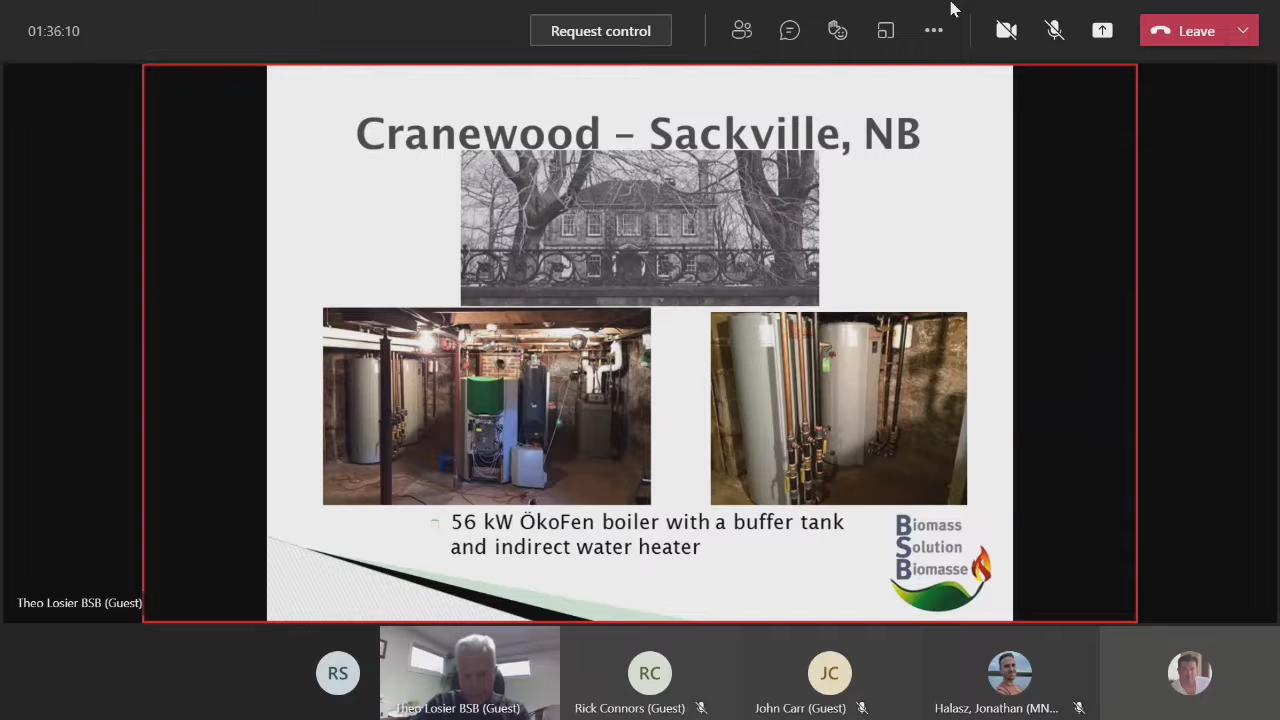 01:36:10
Request control
Leave
Cranewood – Sackville, NB
56 kW ÖkoFen boiler with a buffer tank
and indirect water heater
Biomass
Solution
Biomasse
Theo Losier BSB (Guest)
RS
RC
JC
Theo Losier BSB (Guest)
Rick Connors (Guest)
John Carr (Guest)
Halasz, Jonathan (MN...